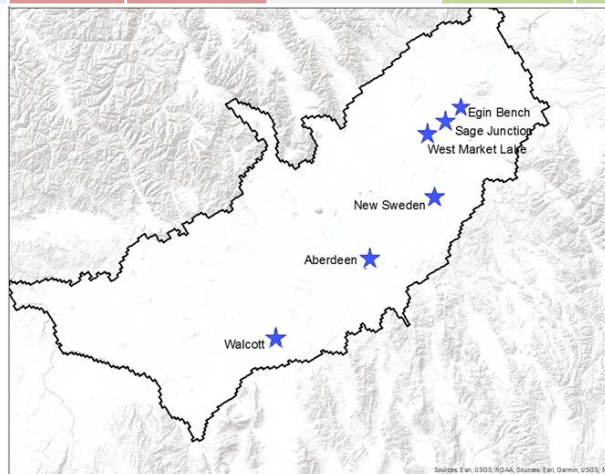 Egin Bench
Sage Junction
West Market Lake
New Sweden
Aberdeen
Walcott
Sources: Esri, USGS, NOAA, Sources: Esri, Garmin, USGS,